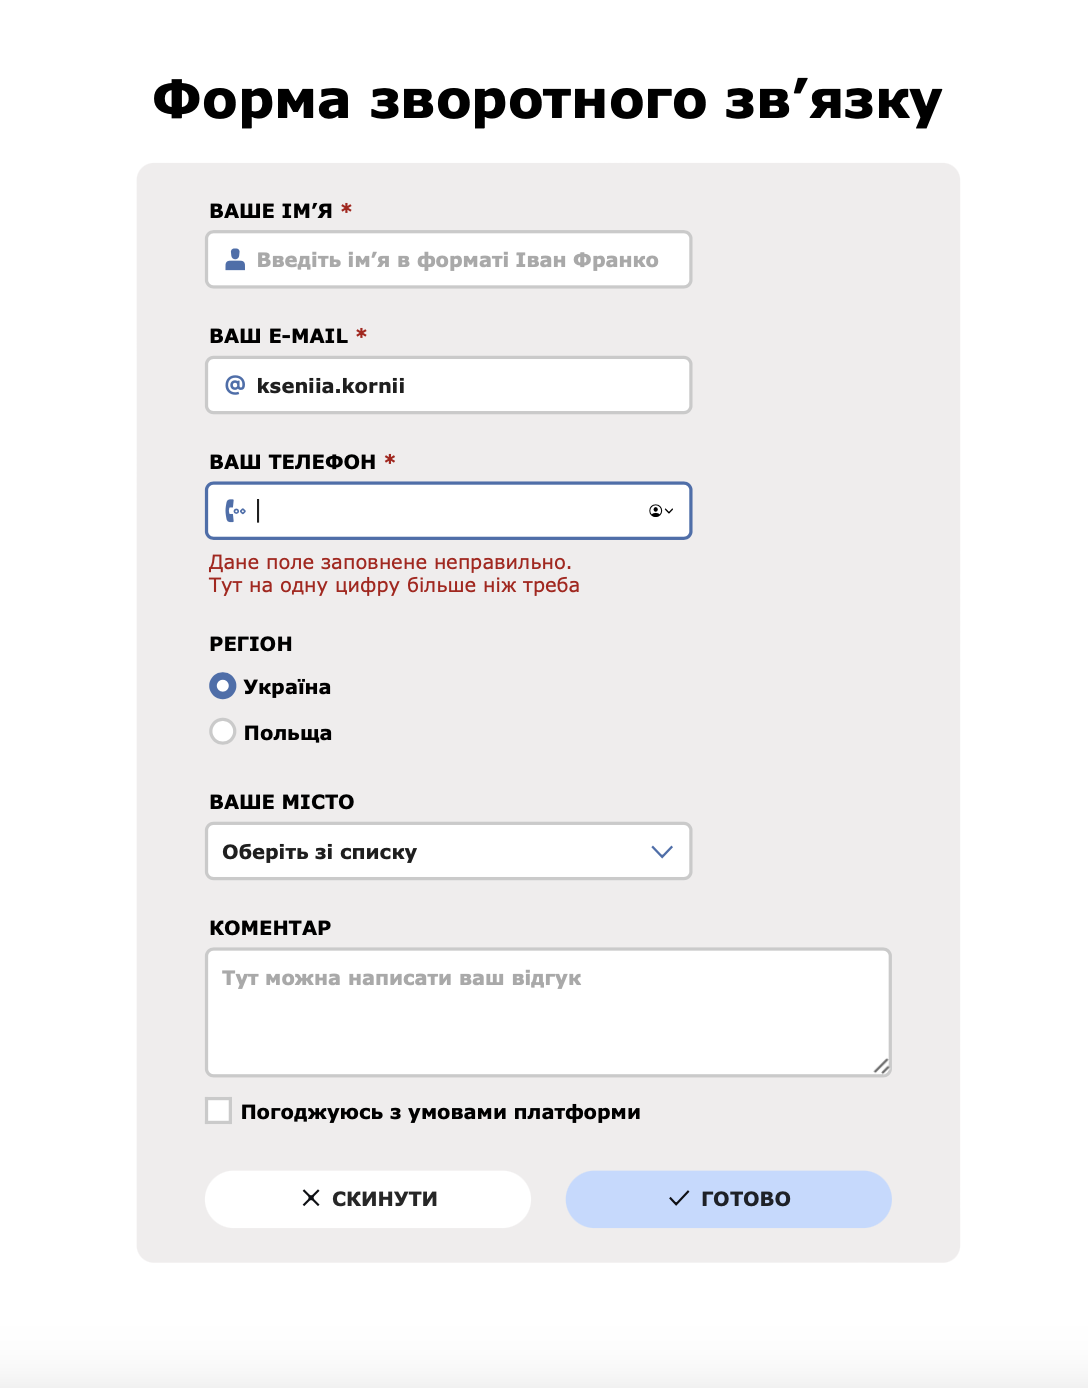 Форма зворотного зв’язку
ВАШЕ ІМ’Я *
Введіть ім’я в форматі Іван Франко
ВАШ E-MAIL *
@ kseniia.kornii
ВАШ ТЕЛЕФОН *
Дане поле заповнене неправильно.
Тут на одну цифру більше ніж треба
РЕГІОН
Україна
Польща
ВАШЕ МІСТО
Оберіть зі списку
КОМЕНТАР
Тут можна написати ваш відгук
Погоджуюсь з умовами платформи
СКИНУТИ
ГОТОВО